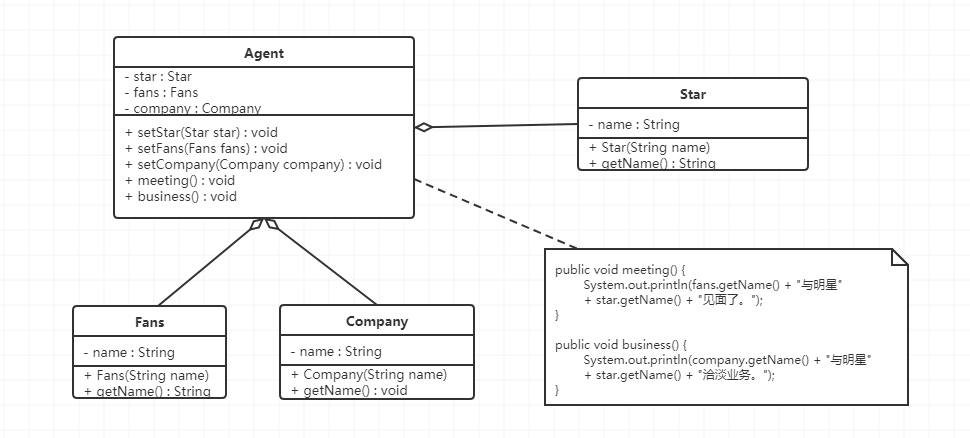 Agent
- star : Star
- fans : Fans
- company : Company
+ setStar(Star star) : void
+ setFans(Fans fans) : void
+ setCompany(Company company) : void
+ meeting() : void
+ business() : void
Star
- name : String
+ Star(String name)
+ getName() : String
Fans
- name : String
+ Fans(String name)
+ getName() : String
Company
- name : String
+ Company(String name)
+ getName() : void
public void meeting() {
System.out.println(fans.getName() + "与明星"
+ star.getName() + "见面了。");
}
public void business() {
System.out.println(company.getName() + "与明星"
+ star.getName() + "洽淡业务。");
}